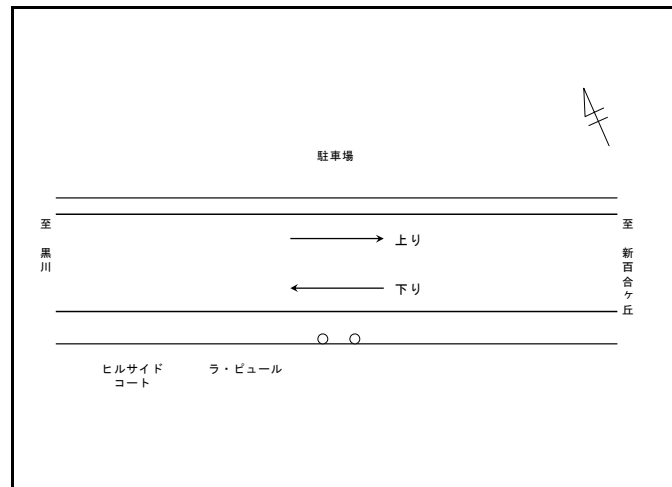 駐車場
至 黒川
上り
至 新百合ヶ丘
下り
ヒルサイド
コート
ラ・ピュール